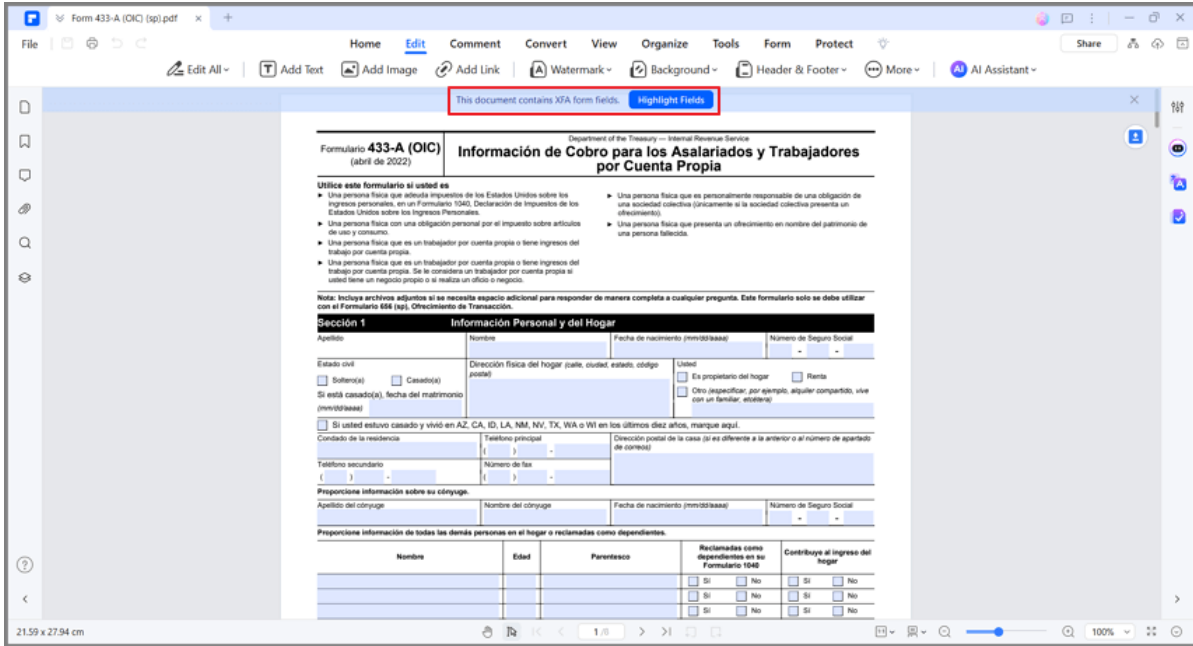 Form 433-A (OIC) (sp).pdf
File
Home Edit Comment Convert View Organize Tools Form Protect
Share
Edit All Add Text Add Image Add Link Watermark Background Header & Footer More AI AI Assistant
This document contains XFA form fields. Highlight Fields
Department of the Treasury — Internal Revenue Service
Formulario 433-A (OIC)
(abril de 2022)
Información de Cobro para los Asalariados y Trabajadores
por Cuenta Propia
Utilice este formulario si usted es
► Una persona física que adeuda impuestos de los Estados Unidos sobre los
ingresos personales, en un Formulario 1040, Declaración de Impuestos de los
Estados Unidos sobre los Ingresos Personales.
► Una persona física con una obligación personal por el impuesto sobre artículos
de uso y consumo.
► Una persona física que es un trabajador por cuenta propia o tiene ingresos del
trabajo por cuenta propia.
► Una persona física que es un trabajador por cuenta propia o tiene ingresos del
trabajo por cuenta propia. Se le considera un trabajador por cuenta propia si
usted tiene un negocio propio o si realiza un oficio o negocio.
► Una persona física que es personalmente responsable de una obligación de
una sociedad colectiva (únicamente si la sociedad colectiva presenta un
ofrecimiento).
► Una persona física que presenta un ofrecimiento en nombre del patrimonio de
una persona fallecida.
Nota: Incluya archivos adjuntos si se necesita espacio adicional para responder de manera completa a cualquier pregunta. Este formulario solo se debe utilizar
con el Formulario 656 (sp), Ofrecimiento de Transacción.
Sección 1 Información Personal y del Hogar
Apellido Nombre Fecha de nacimiento (mm/dd/aaaa) Número de Seguro Social
- -
Estado civil
Soltero(a) Casado(a)
Si está casado(a), fecha del matrimonio
(mm/dd/aaaa)
Dirección física del hogar (calle, ciudad, estado, código
postal)
Usted
Es propietario del hogar Renta
Otro (especificar, por ejemplo, alquiler compartido, vive
con un familiar, etcétera)
Si usted estuvo casado y vivió en AZ, CA, ID, LA, NM, NV, TX, WA o WI en los últimos diez años, marque aquí.
Condado de la residencia Teléfono principal
( ) -
Dirección postal de la casa (si es diferente a la anterior o al número de apartado
de correos)
Teléfono secundario Número de fax
( ) - ( ) -
Proporcione información sobre su cónyuge.
Apellido del cónyuge Nombre del cónyuge Fecha de nacimiento (mm/dd/aaaa) Número de Seguro Social
- -
Proporcione información de todas las demás personas en el hogar o reclamadas como dependientes.
Nombre Edad Parentesco
Reclamadas como
dependientes en su
Formulario 1040
Contribuye al ingreso del
hogar
Sí No Sí No
Sí No Sí No
Sí No Sí No
21.59 x 27.94 cm 1/8 100%